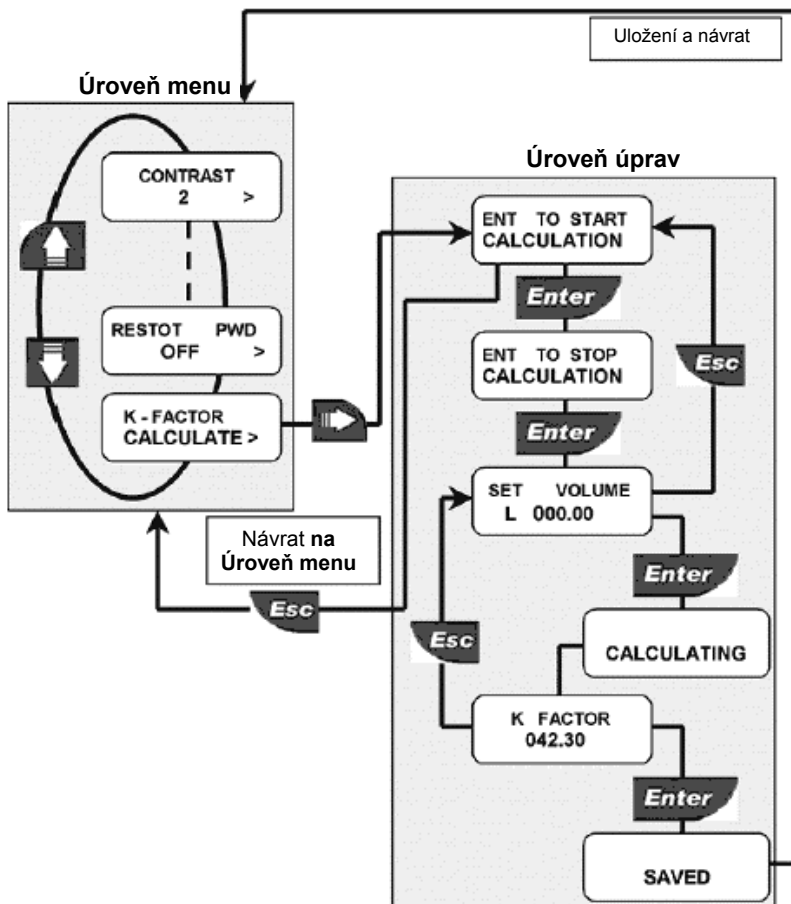 Uložení a návrat
Úroveň menu
CONTRAST
2 >
RESTOT PWD
OFF >
K - FACTOR
CALCULATE >
Návrat na
Úroveň menu
Esc
Úroveň úprav
ENT TO START
CALCULATION
Enter
ENT TO STOP
CALCULATION
Esc
Enter
SET VOLUME
L 000.00
Enter
Esc
CALCULATING
K FACTOR
042.30
Enter
SAVED